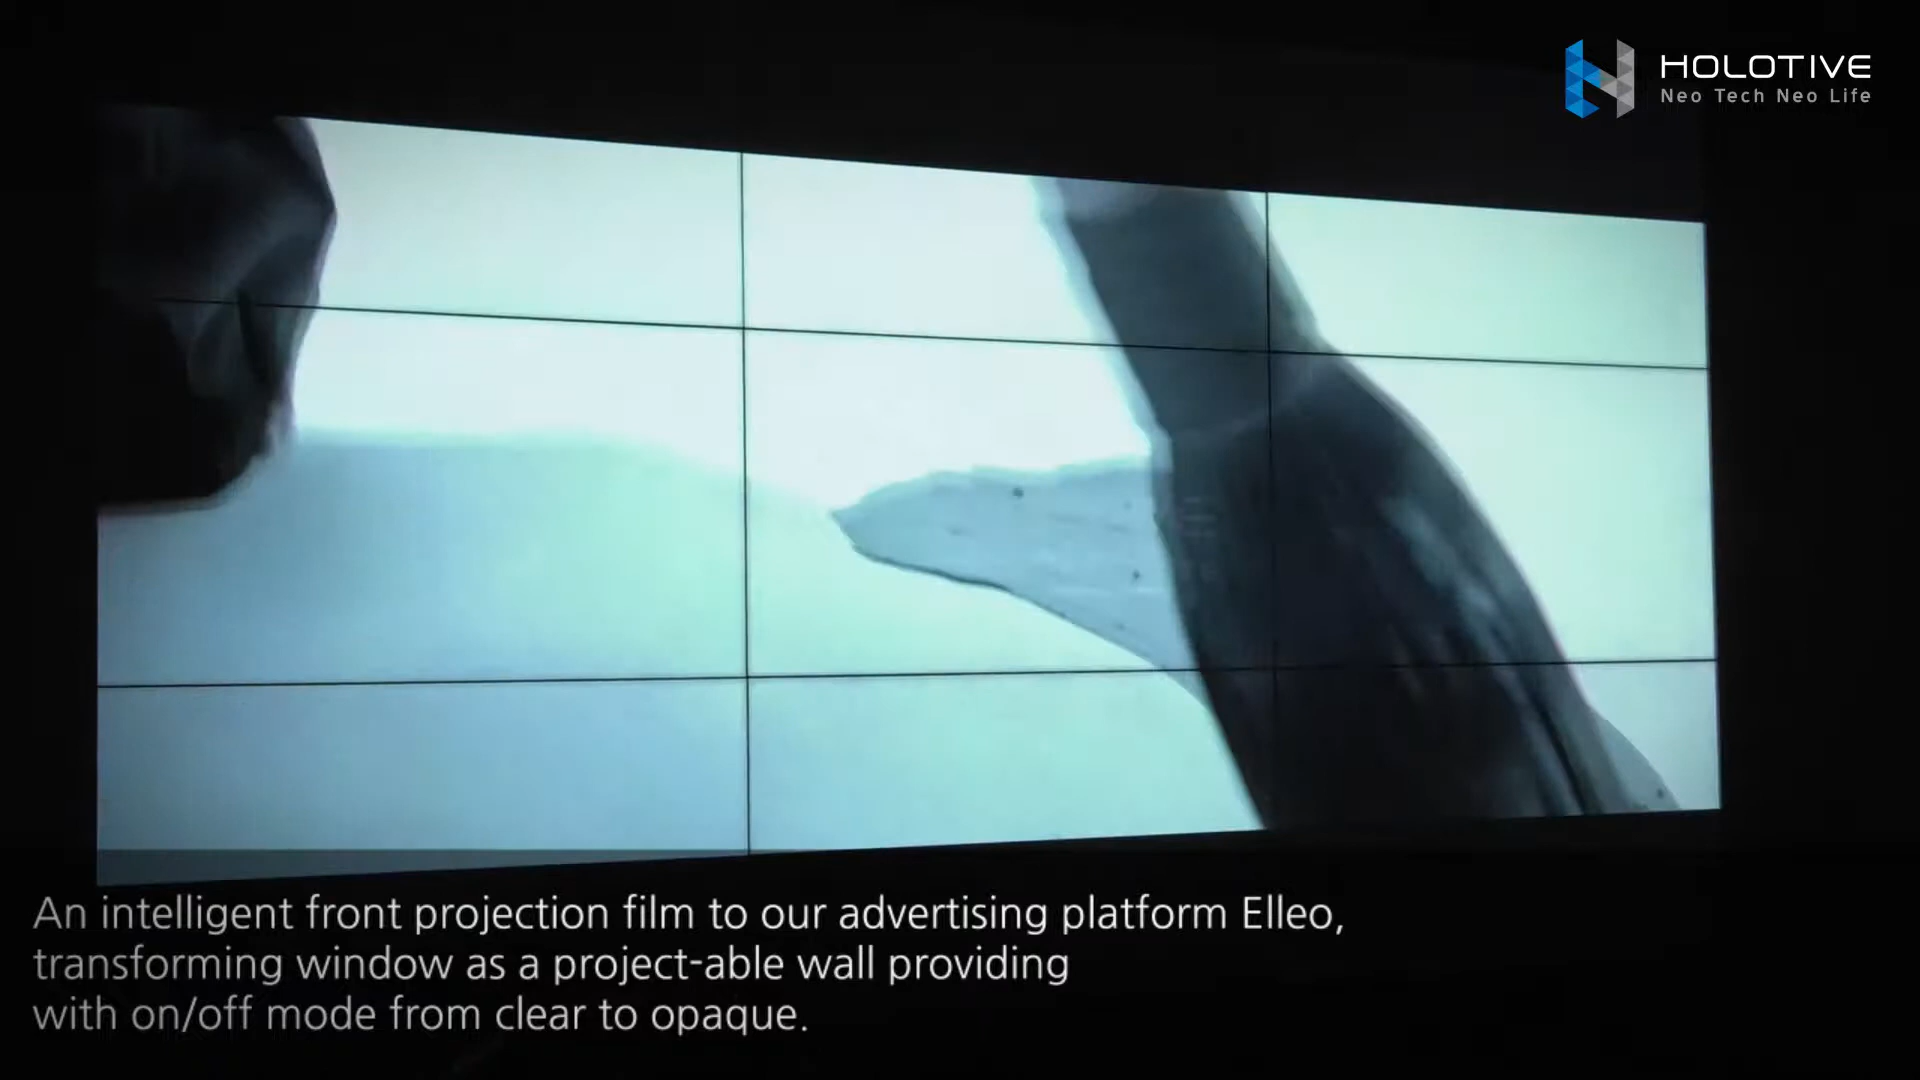 HOLOTIVE
Neo Tech Neo Life
An intelligent front projection film to our advertising platform Elleo,
transforming window as a project-able wall providing
with on/off mode from clear to opaque.